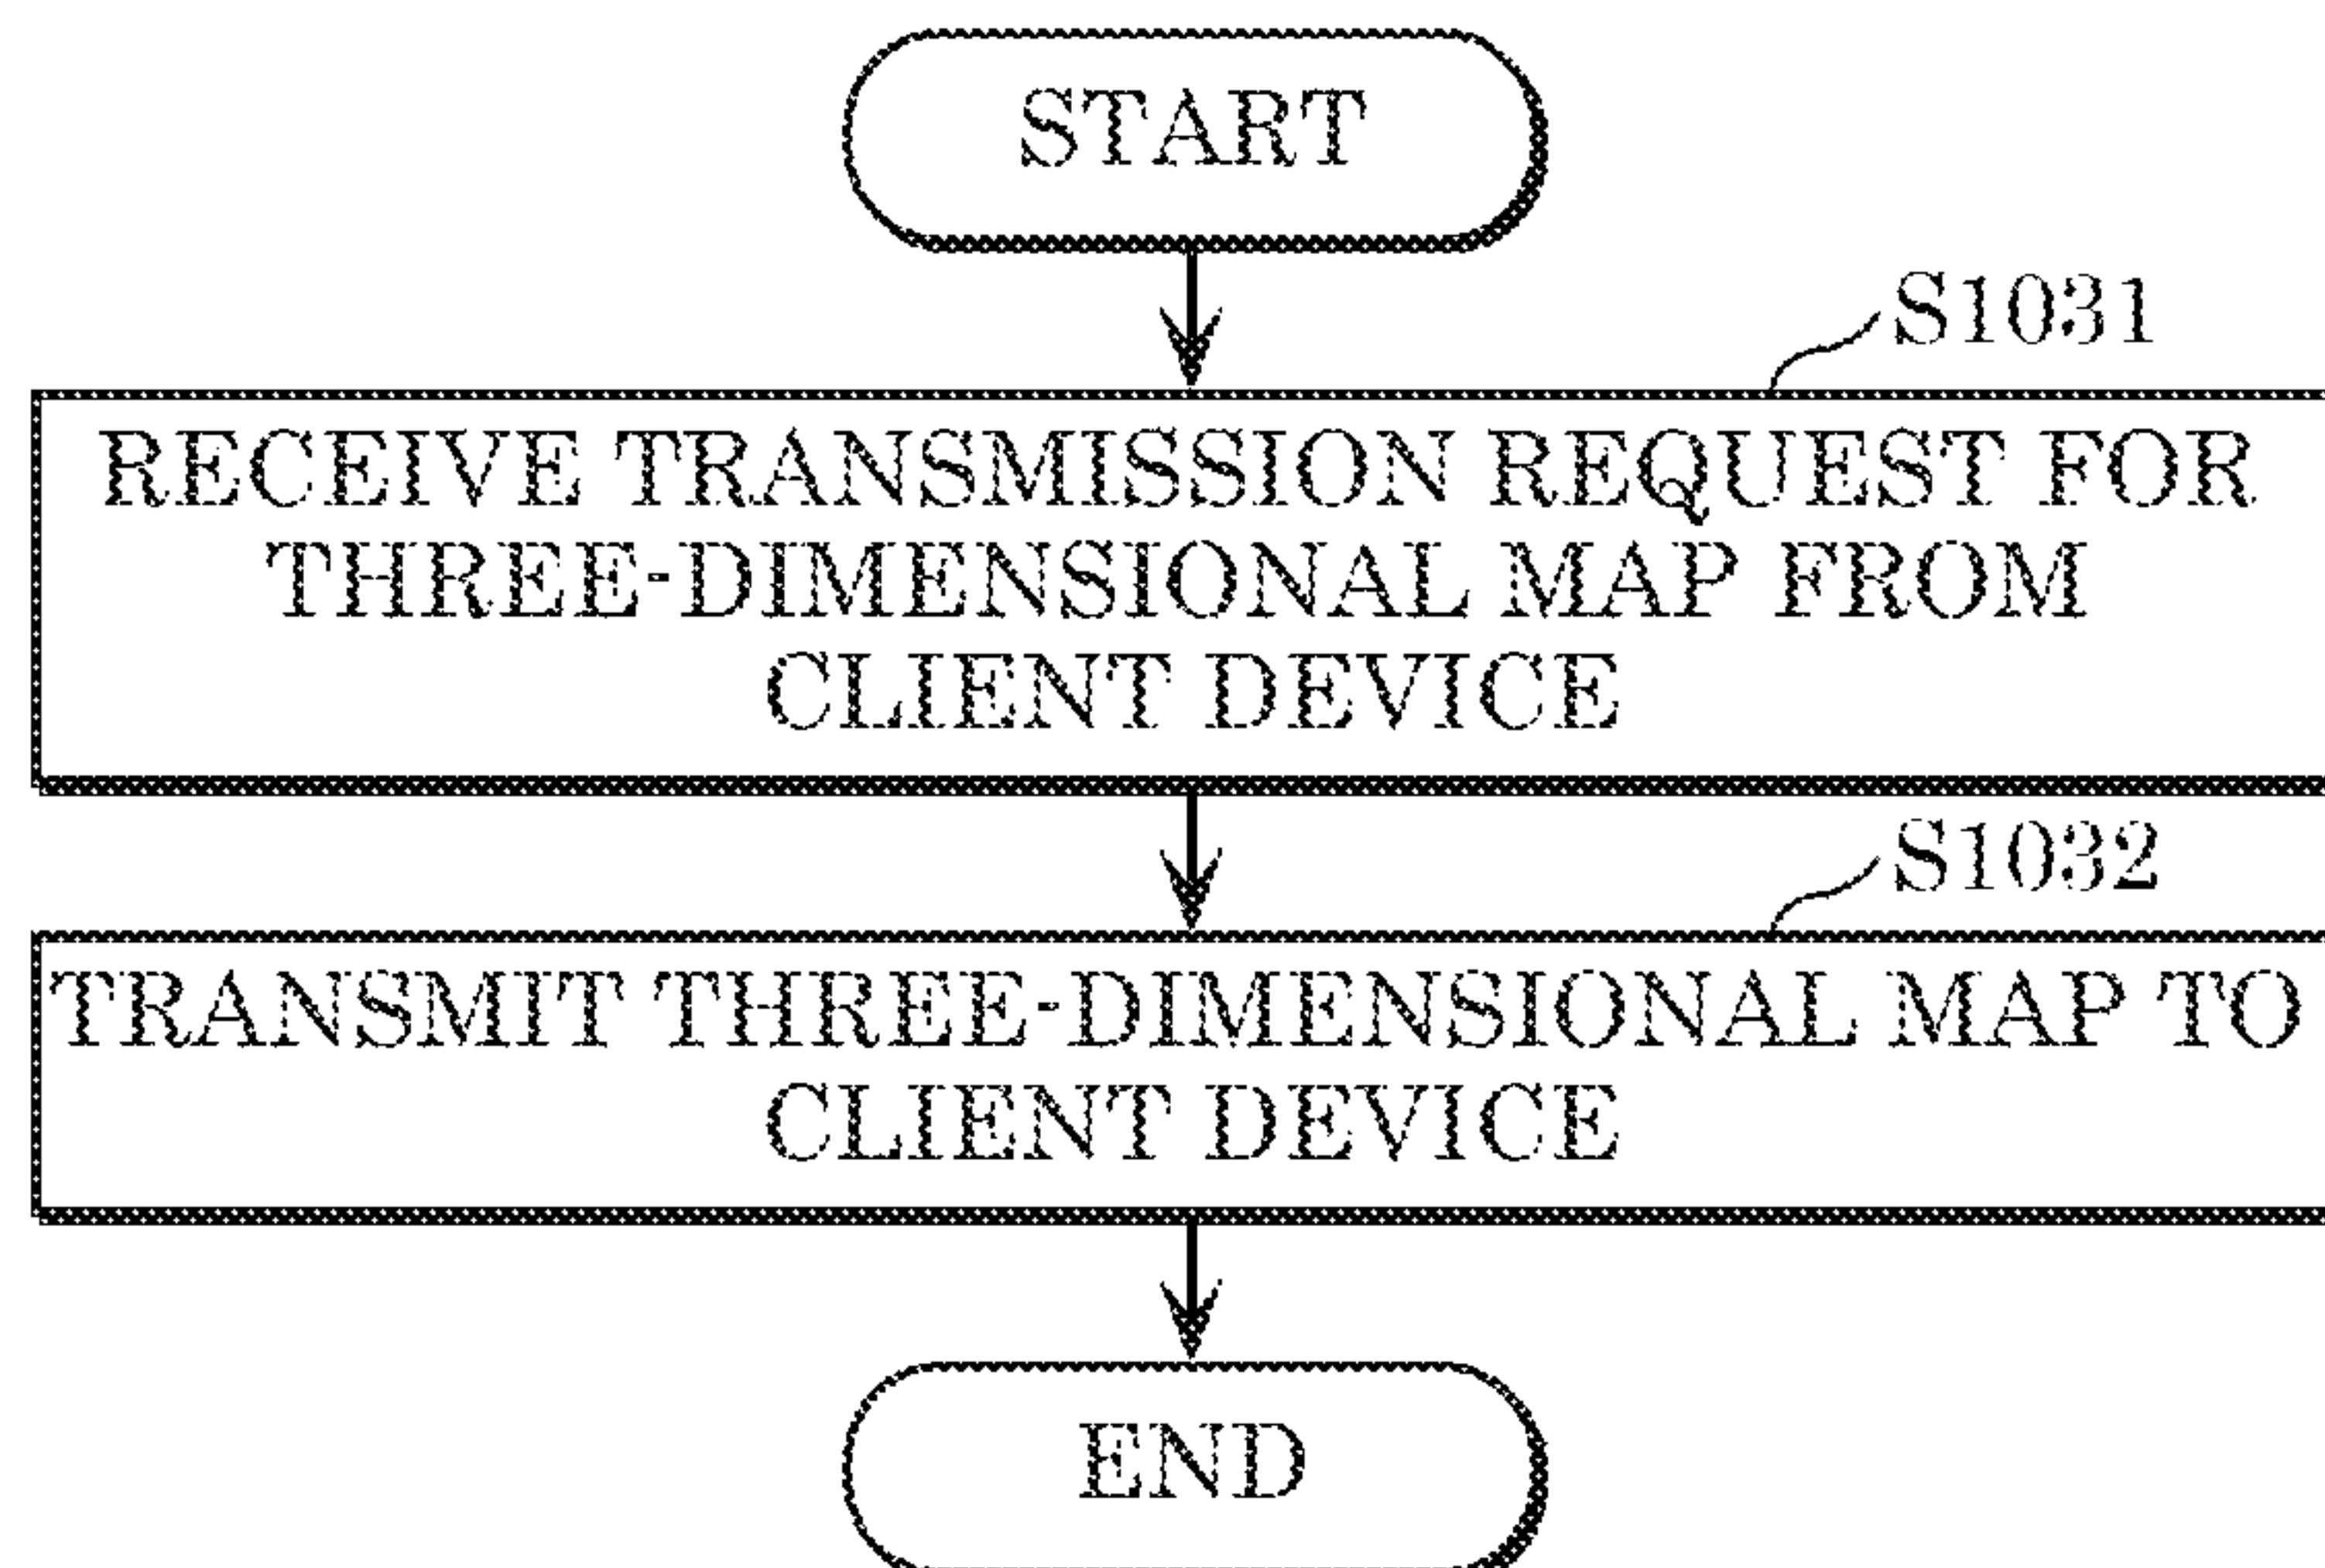 START
S1031
RECEIVE TRANSMISSION REQUEST FOR
THREE-DIMENSIONAL MAP FROM
CLIENT DEVICE
S1032
TRANSMIT THREE-DIMENSIONAL MAP TO
CLIENT DEVICE
END